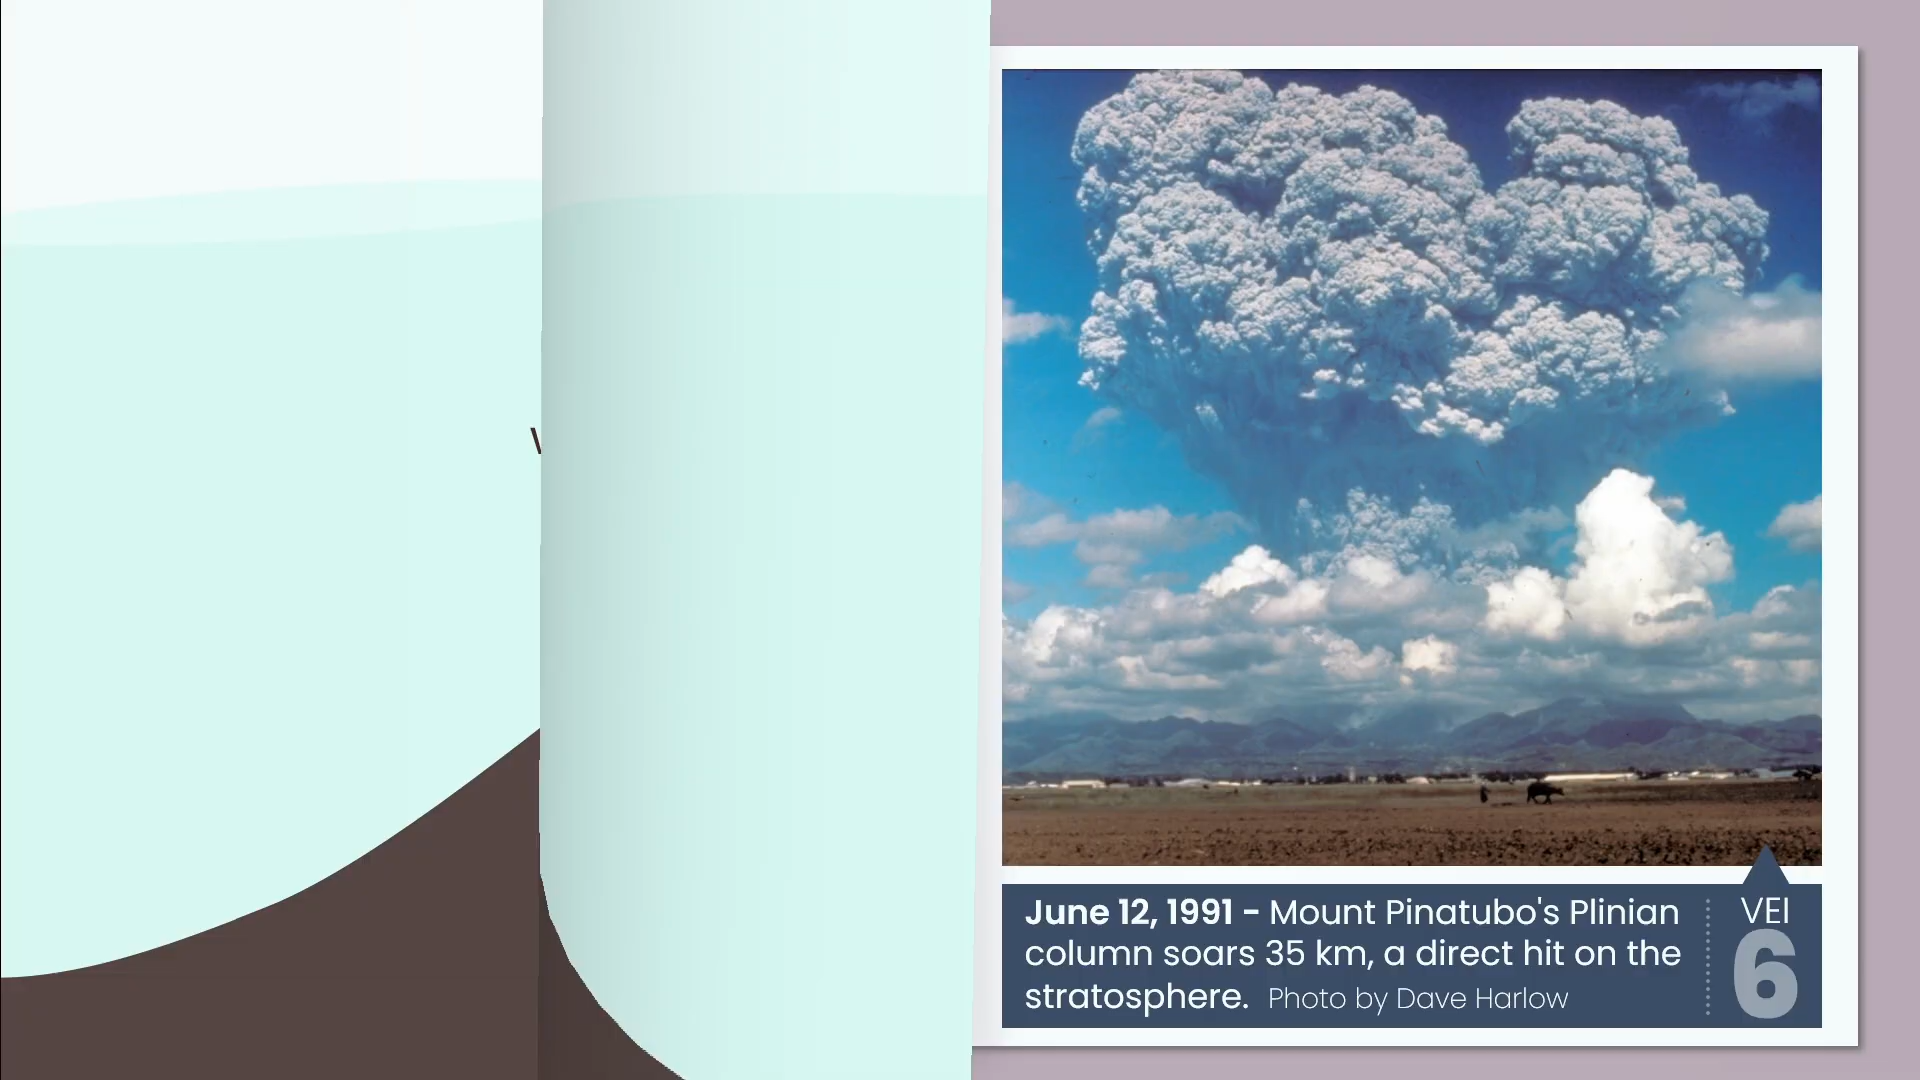 June 12, 1991 – Mount Pinatubo's Plinian
column soars 35 km, a direct hit on the
stratosphere. Photo by Dave Harlow
VEI
6